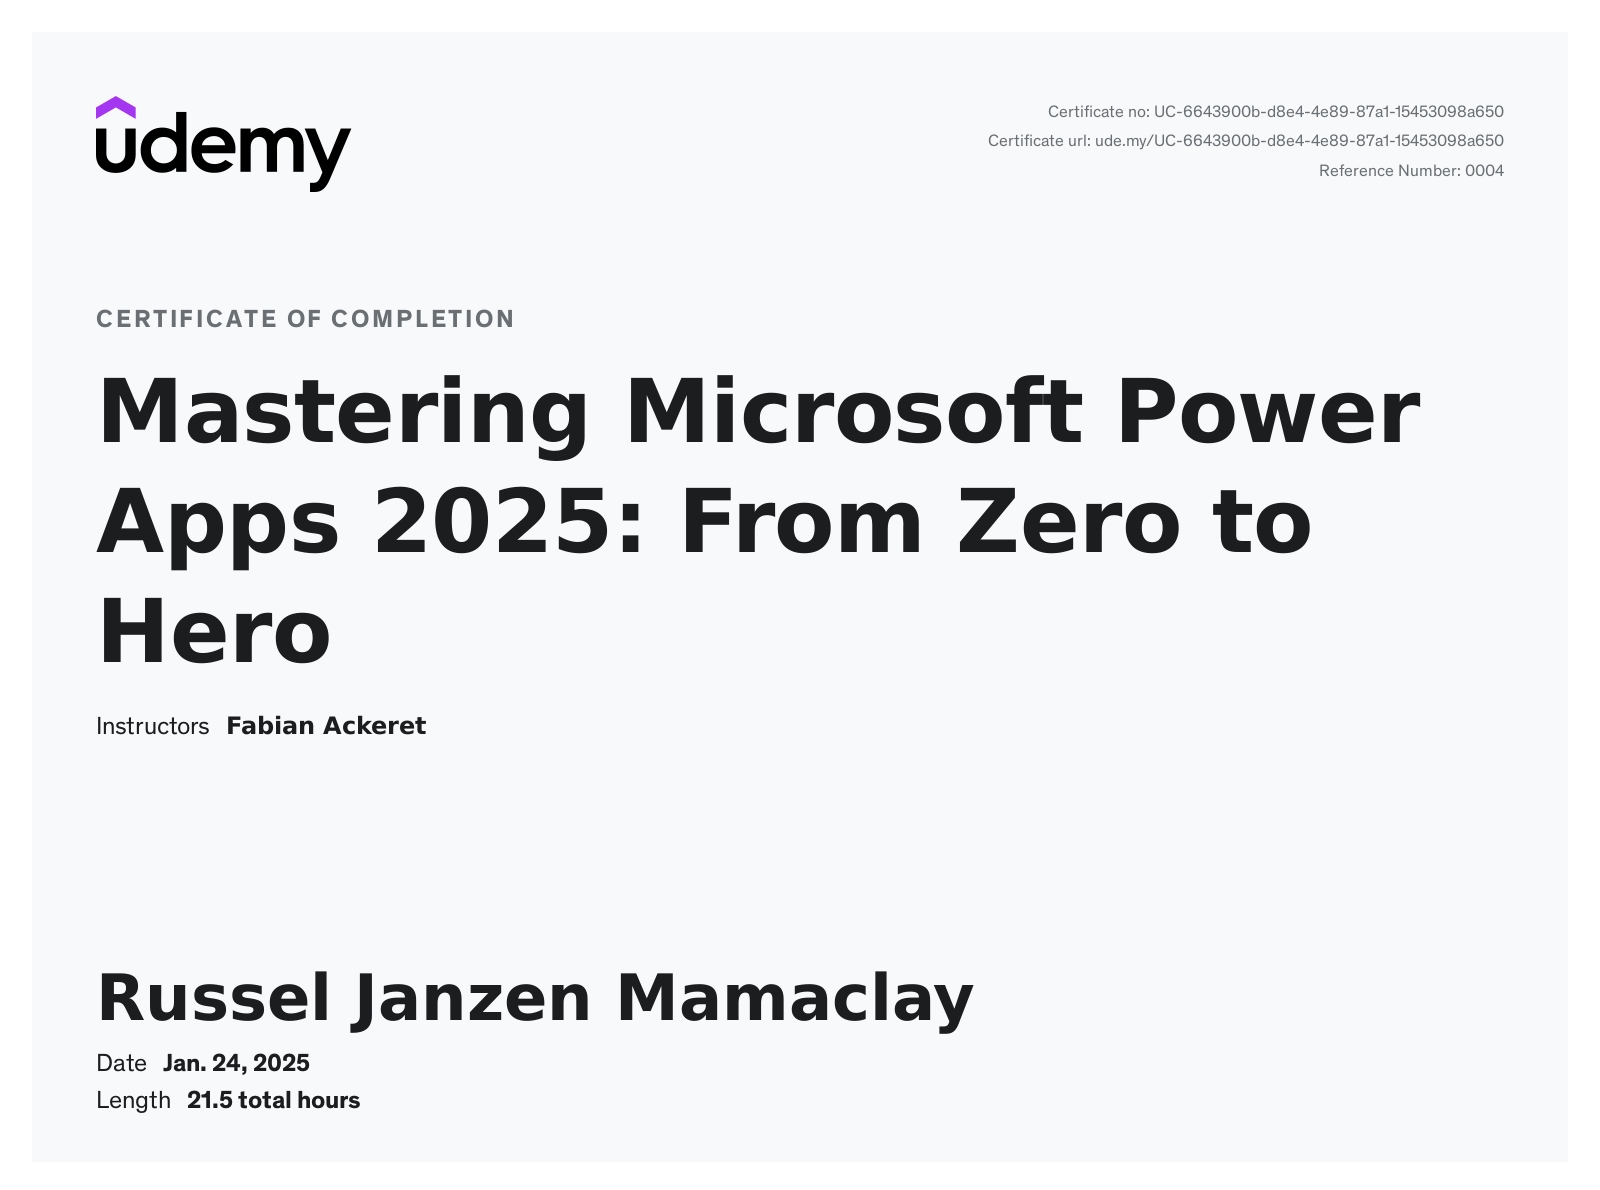 udemy
Certificate no: UC-6643900b-d8e4-4e89-87a1-15453098a650
Certificate url: ude.my/UC-6643900b-d8e4-4e89-87a1-15453098a650
Reference Number: 0004
CERTIFICATE OF COMPLETION
Mastering Microsoft Power
Apps 2025: From Zero to
Hero
Instructors Fabian Ackeret
Russel Janzen Mamaclay
Date Jan. 24, 2025
Length 21.5 total hours